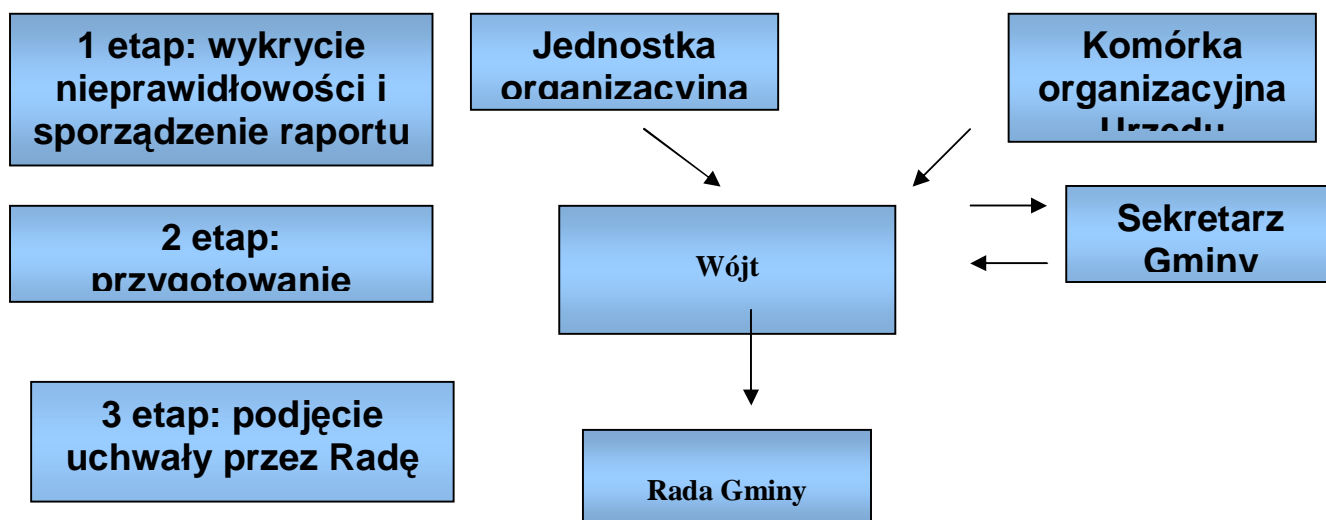 1 etap: wykrycie
nieprawidłowości i
sporządzenie raportu
Jednostka
organizacyjna
Komórka
organizacyjna
Urzędu
2 etap:
przygotowanie
Wójt
Sekretarz
Gminy
3 etap: podjęcie
uchwały przez Radę
Rada Gminy